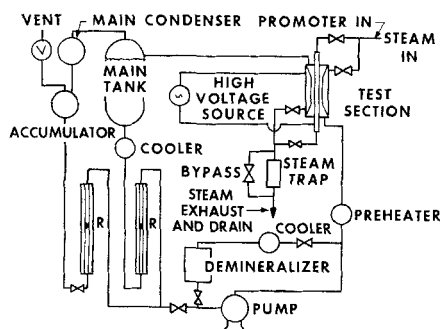 VENT
MAIN CONDENSER
PROMOTER IN
STEAM
IN
V
MAIN
TANK
HIGH
VOLTAGE
SOURCE
TEST
SECTION
ACCUMULATOR
COOLER
BYPASS
STEAM
TRAP
STEAM
EXHAUST
AND DRAIN
COOLER
PREHEATER
R
R
DEMINERALIZER
PUMP